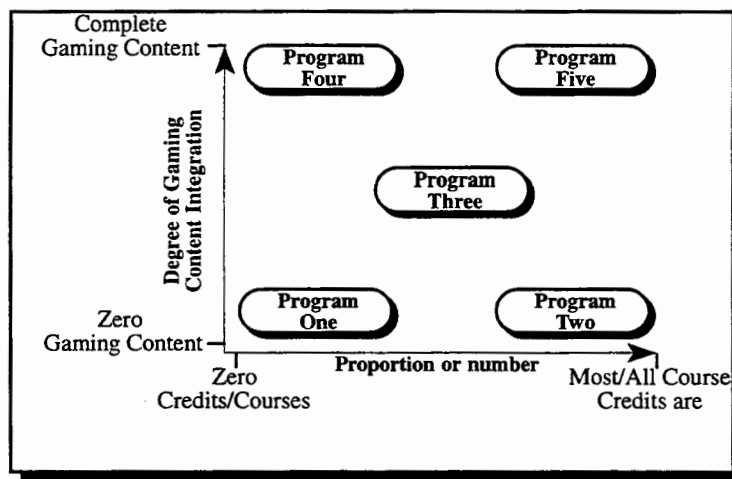 Complete
Gaming Content
Program
Four
Program
Five
Degree of Gaming
Content Integration
Program
Three
Program
One
Program
Two
Zero
Gaming Content
Proportion or number
Zero
Credits/Courses
Most/All Course
Credits are